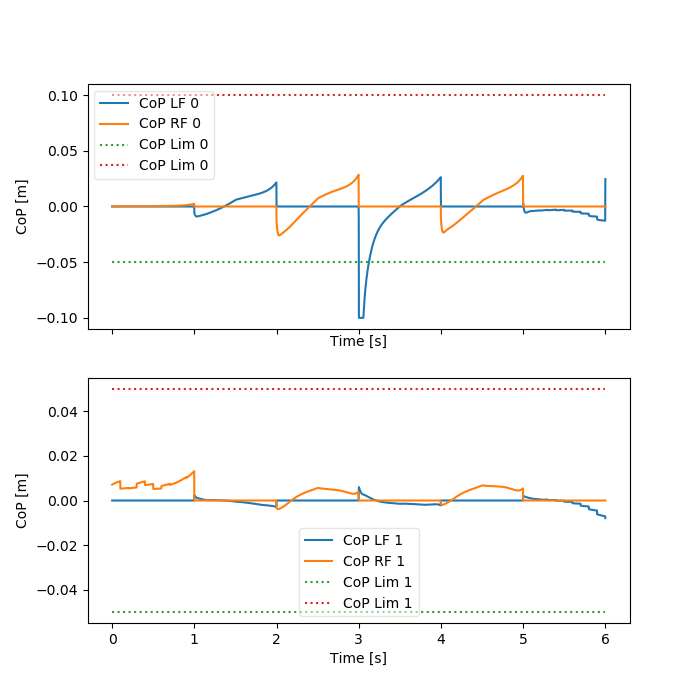 0.10
0.05
0.00
−0.05
−0.10
CoP [m]
CoP LF 0
CoP RF 0
CoP Lim 0
CoP Lim 0
Time [s]
0.04
0.02
0.00
−0.02
−0.04
CoP [m]
CoP LF 1
CoP RF 1
CoP Lim 1
CoP Lim 1
0 1 2 3 4 5 6
Time [s]